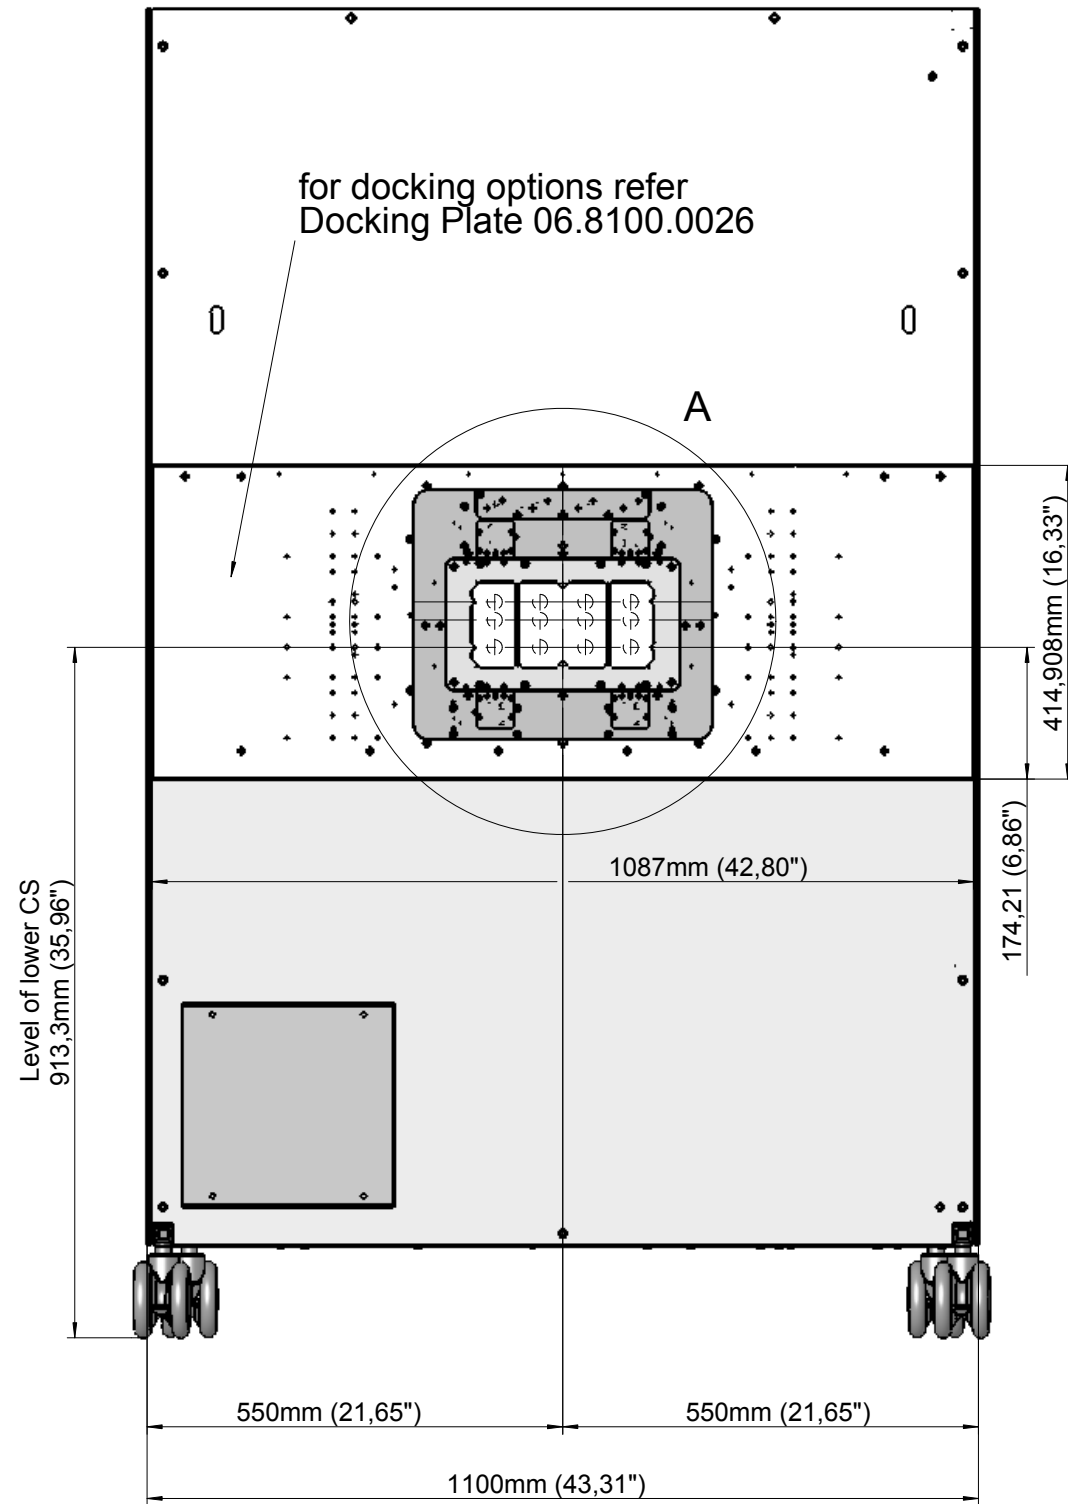 for docking options refer
Docking Plate 06.8100.0026
A
414,908mm (16,33")
174,21 (6,86")
1087mm (42,80")
Level of lower CS
913,3mm (35,96")
550mm (21,65")
550mm (21,65")
1100mm (43,31")